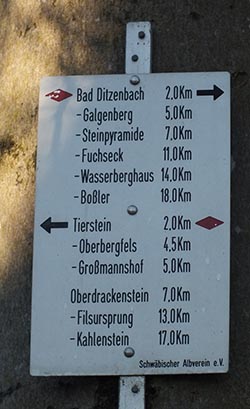 Bad Ditzenbach 2,0Km
-Galgenberg 5,0Km
-Steinpyramide 7,0Km
-Fuchseck 11,0Km
-Wasserberghaus 14,0Km
-Boßler 18,0Km
Tierstein 2,0Km
-Oberbergfels 4,5Km
-Großmannshof 5,0Km
Oberdrackenstein 7,0Km
-Filsursprung 13,0Km
-Kahlenstein 17,0Km
Schwäbischer Albverein e.V.